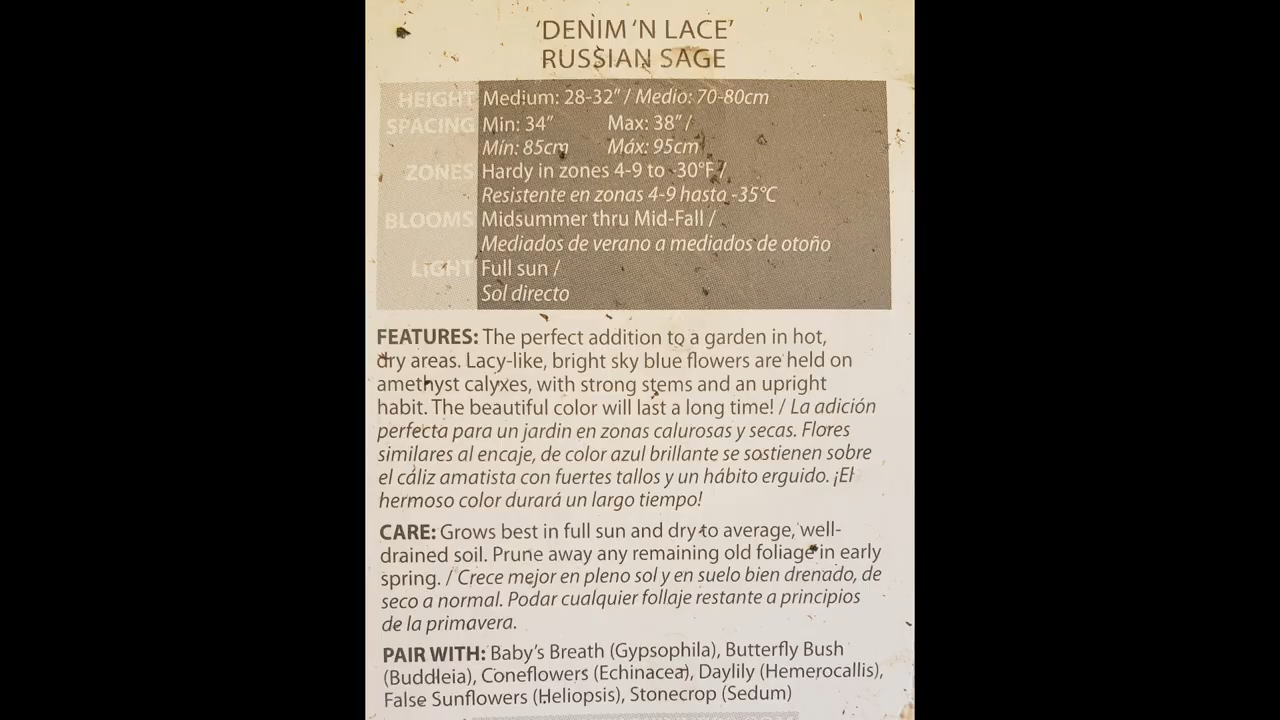 ‘DENIM ‘N LACE’
RUSSIAN SAGE
HEIGHT Medium: 28-32” / Medio: 70-80cm
SPACING Min: 34” Max: 38” /
Mín: 85cm Máx: 95cm
ZONES Hardy in zones 4-9 to -30°F /
Resistente en zonas 4-9 hasta -35°C
BLOOMS Midsummer thru Mid-Fall /
Mediados de verano a mediados de otoño
LIGHT Full sun /
Sol directo
FEATURES: The perfect addition to a garden in hot,
dry areas. Lacy-like, bright sky blue flowers are held on
amethyst calyxes, with strong stems and an upright
habit. The beautiful color will last a long time! / La adición
perfecta para un jardin en zonas calurosas y secas. Flores
similares al encaje, de color azul brillante se sostienen sobre
el cáliz amatista con fuertes tallos y un hábito erguido. ¡El
hermoso color durará un largo tiempo!
CARE: Grows best in full sun and dry to average, well-
drained soil. Prune away any remaining old foliage in early
spring. / Crece mejor en pleno sol y en suelo bien drenado, de
seco a normal. Podar cualquier follaje restante a principios
de la primavera.
PAIR WITH: Baby’s Breath (Gypsophila), Butterfly Bush
(Buddleia), Coneflowers (Echinacea), Daylily (Hemerocallis),
False Sunflowers (Heliopsis), Stonecrop (Sedum)